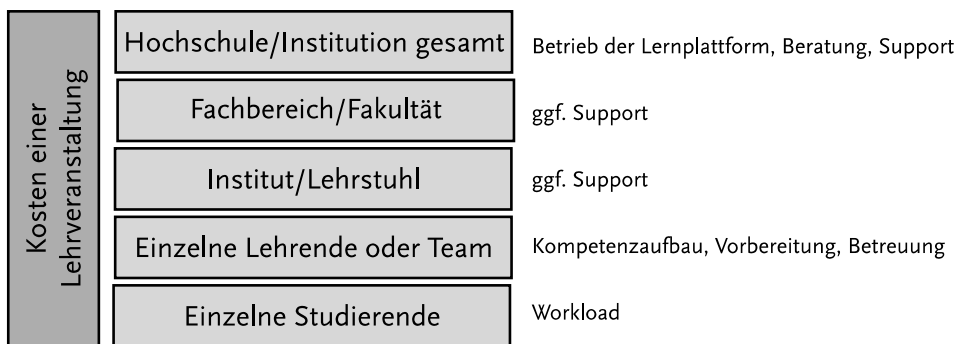 Kosten einer
Lehrveranstaltung
Hochschule/Institution gesamt
Betrieb der Lernplattform, Beratung, Support
Fachbereich/Fakultät
ggf. Support
Institut/Lehrstuhl
ggf. Support
Einzelne Lehrende oder Team
Kompetenzaufbau, Vorbereitung, Betreuung
Einzelne Studierende
Workload